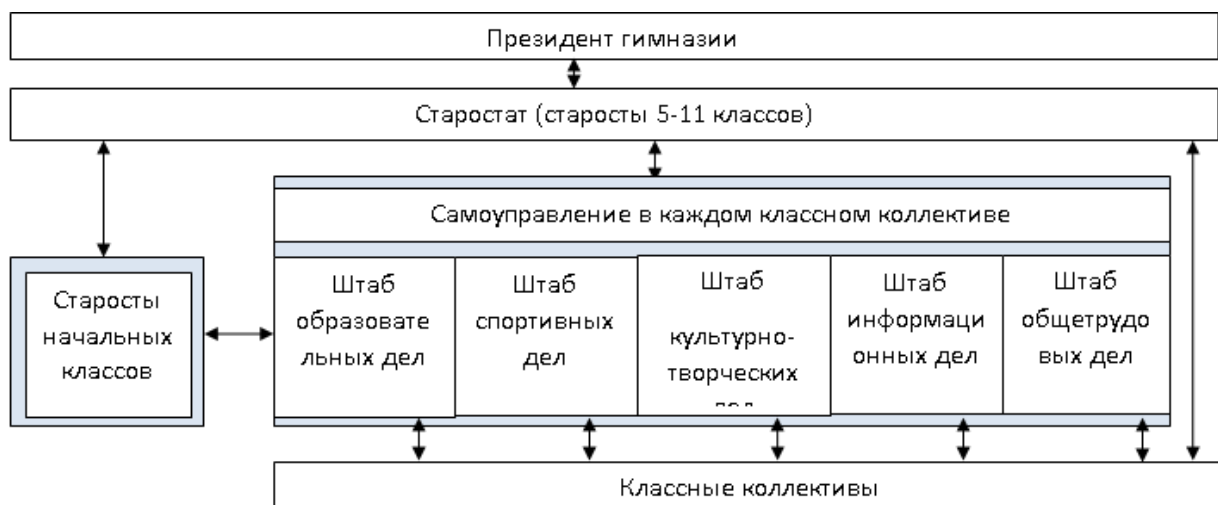 Президент гимназии
Старостат (старосты 5-11 классов)
Самоуправление в каждом классном коллективе
Старосты
начальных
классов
Штаб
образовате
льных дел
Штаб
спортивных
дел
Штаб
культурно-
творческих
Штаб
информаци
онных дел
Штаб
общетрудо
вых дел
Классные коллективы